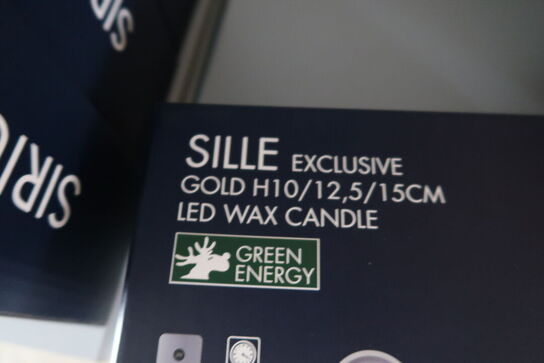 SILLE EXCLUSIVE
GOLD H10/12,5/15CM
LED WAX CANDLE
GREEN
ENERGY